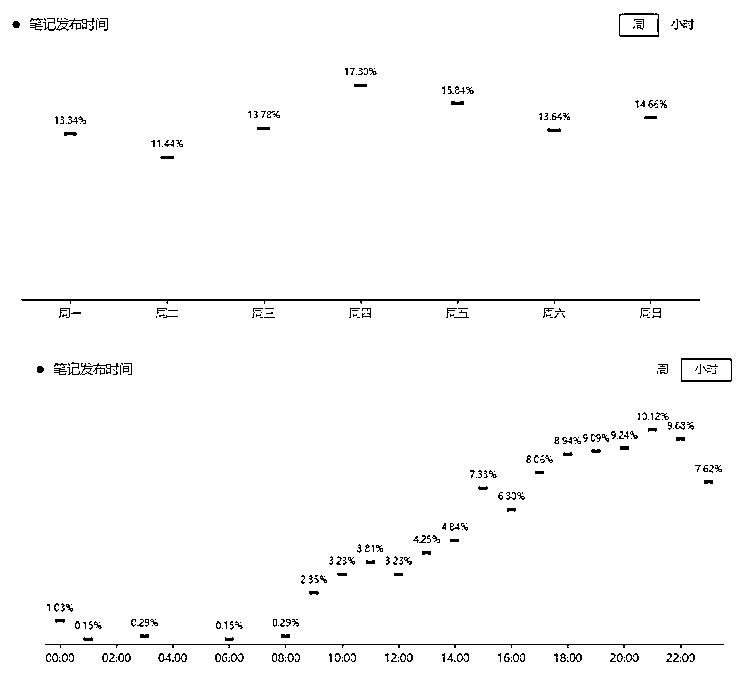 笔记发布时间 周 小时
17.30%
15.84%
14.66%
13.34% 13.78% 13.64%
11.44%
周一 周二 周三 周四 周五 周六 周日
笔记发布时间 周 小时
10.12%
9.68%
8.94% 9.09% 9.24%
8.06%
7.33% 7.62%
6.30%
4.84%
4.25%
3.81%
3.23% 3.23%
2.35%
1.03%
0.15% 0.29% 0.15% 0.29%
00:00 02:00 04:00 06:00 08:00 10:00 12:00 14:00 16:00 18:00 20:00 22:00